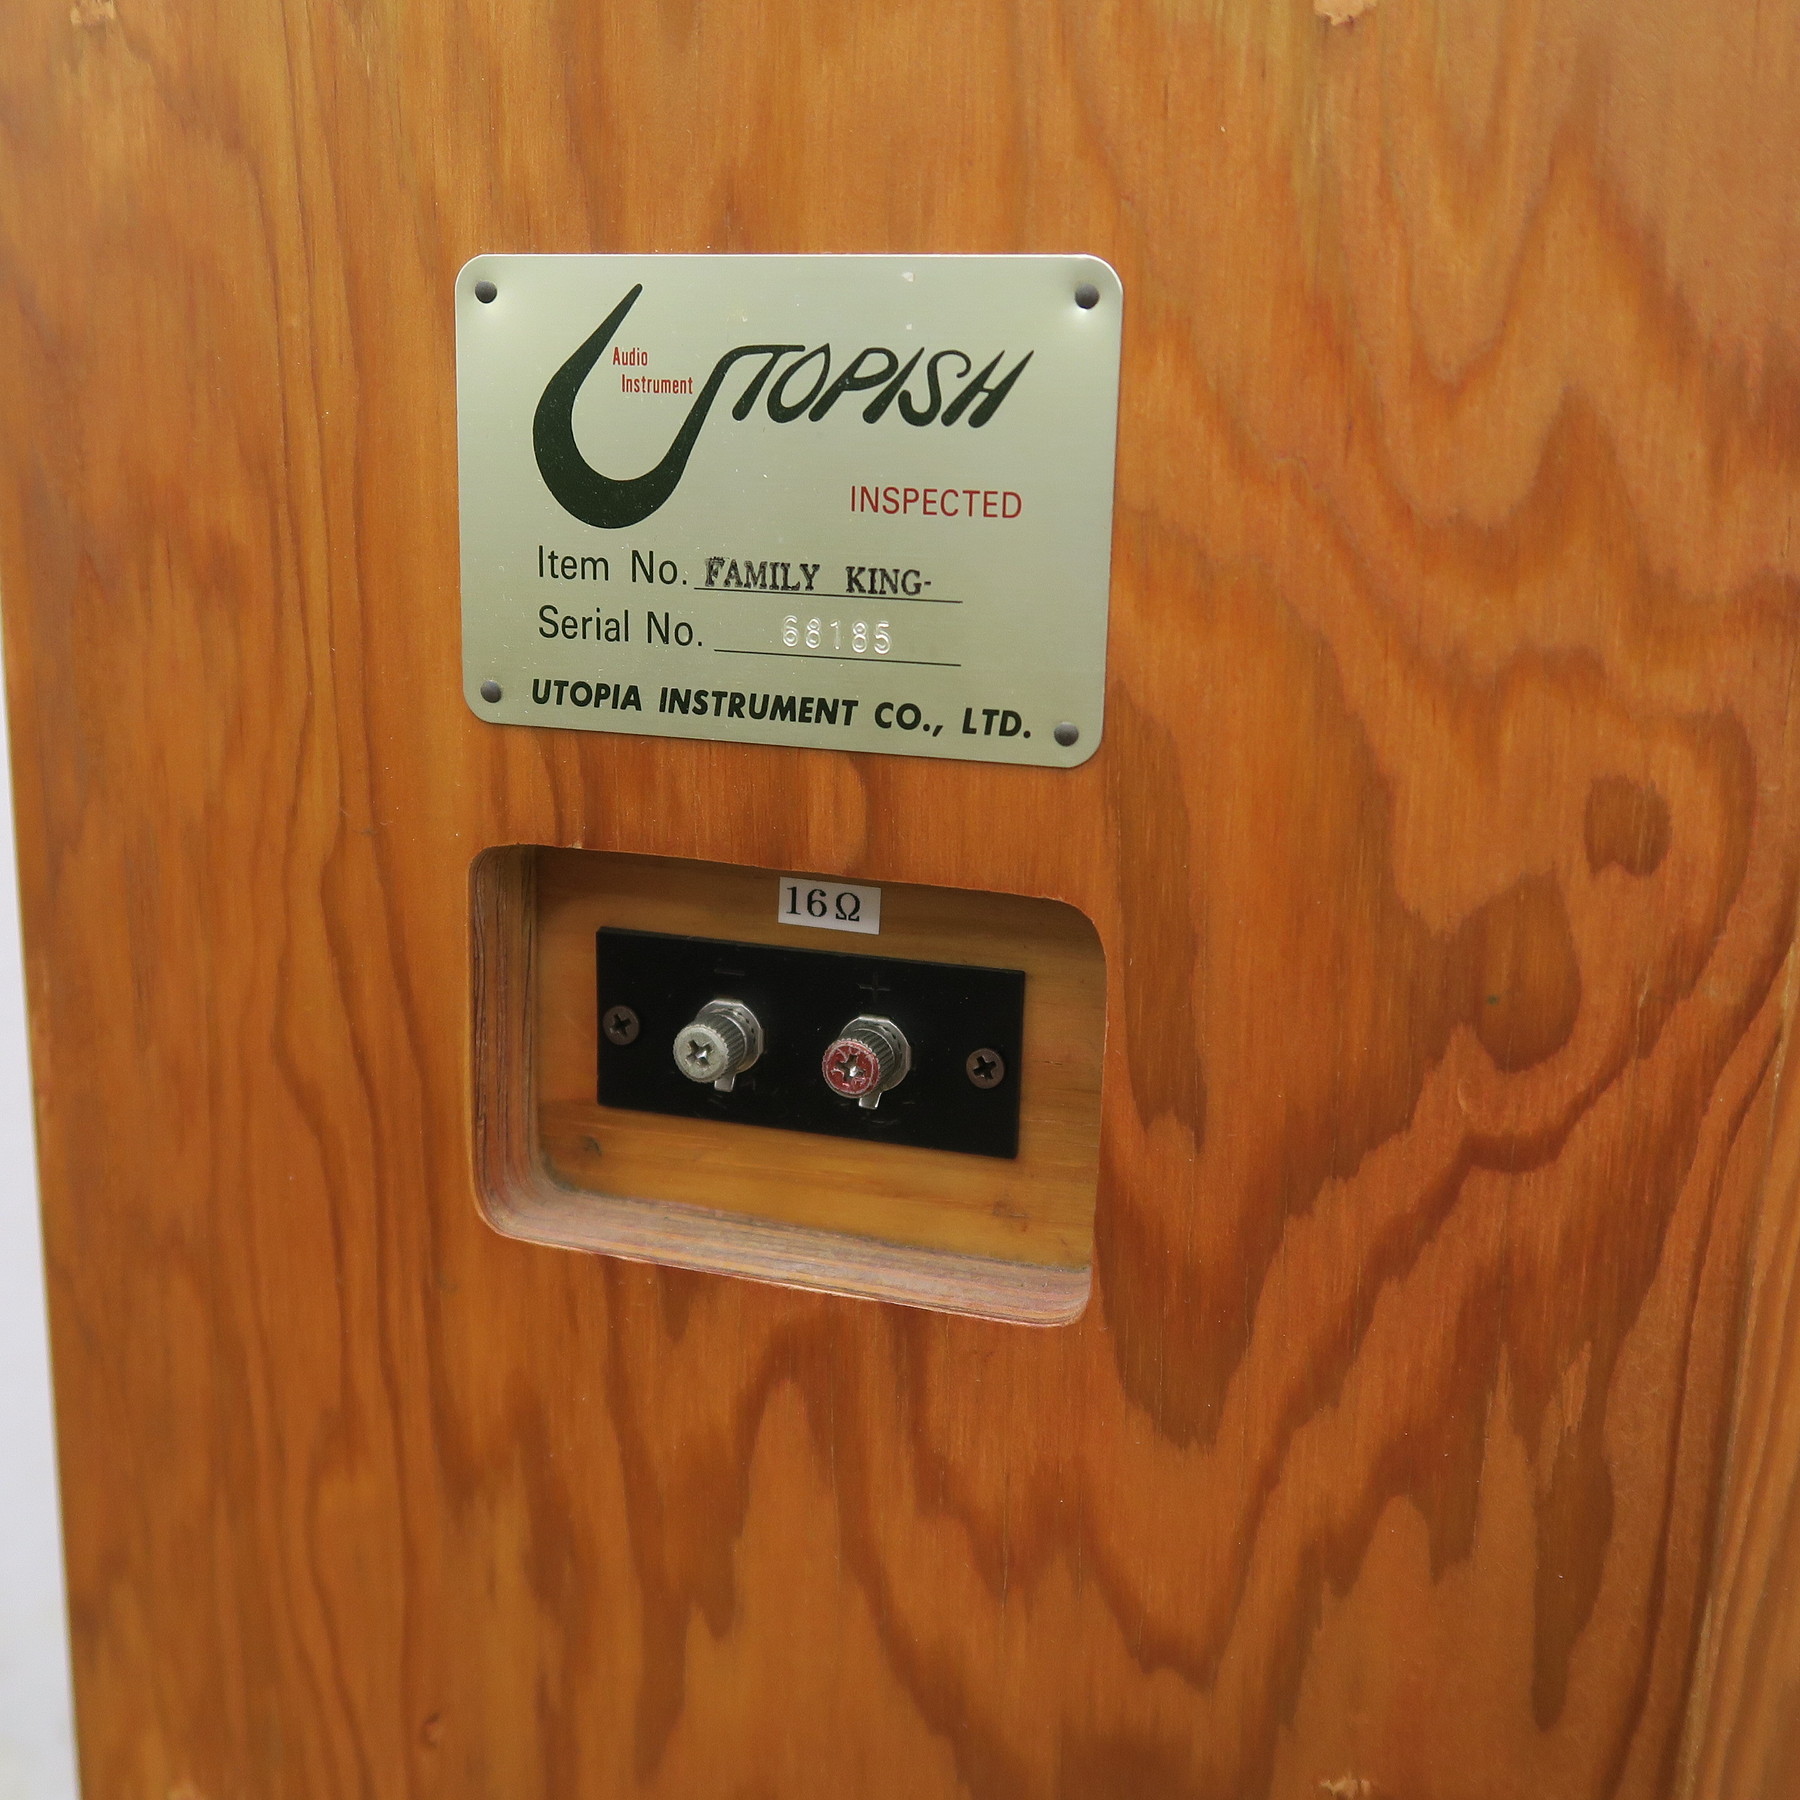 Audio
Instrument
UTOPISH
INSPECTED
Item No. FAMILY KING-
Serial No. 68185
UTOPIA INSTRUMENT CO., LTD.
16Ω
- +